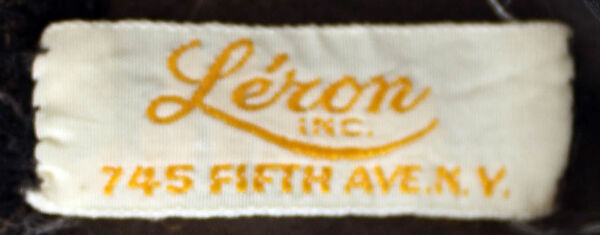 Léron
INC.
745 FIFTH AVE. N. Y.